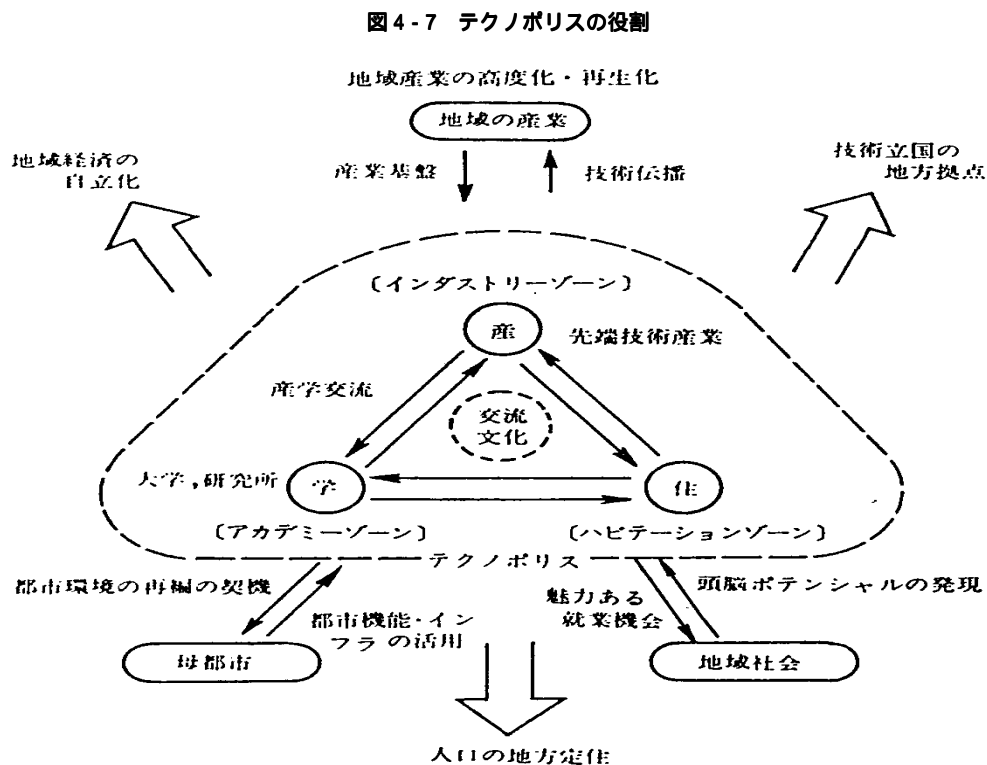 図4-7 テクノポリスの役割
地域産業の高度化・再生化
地域の産業
地域経済の
自立化
産業基盤
技術伝播
技術立国の
地方拠点
〔インダストリーゾーン〕
産
先端技術産業
産学交流
交流
文化
大学,研究所
学
住
〔アカデミーゾーン〕
〔ハビテーションゾーン〕
テクノポリス
都市環境の再編の契機
都市機能・イン
フラの活用
魅力ある
就業機会
頭脳ポテンシャルの発現
母都市
地域社会
人口の地方定住